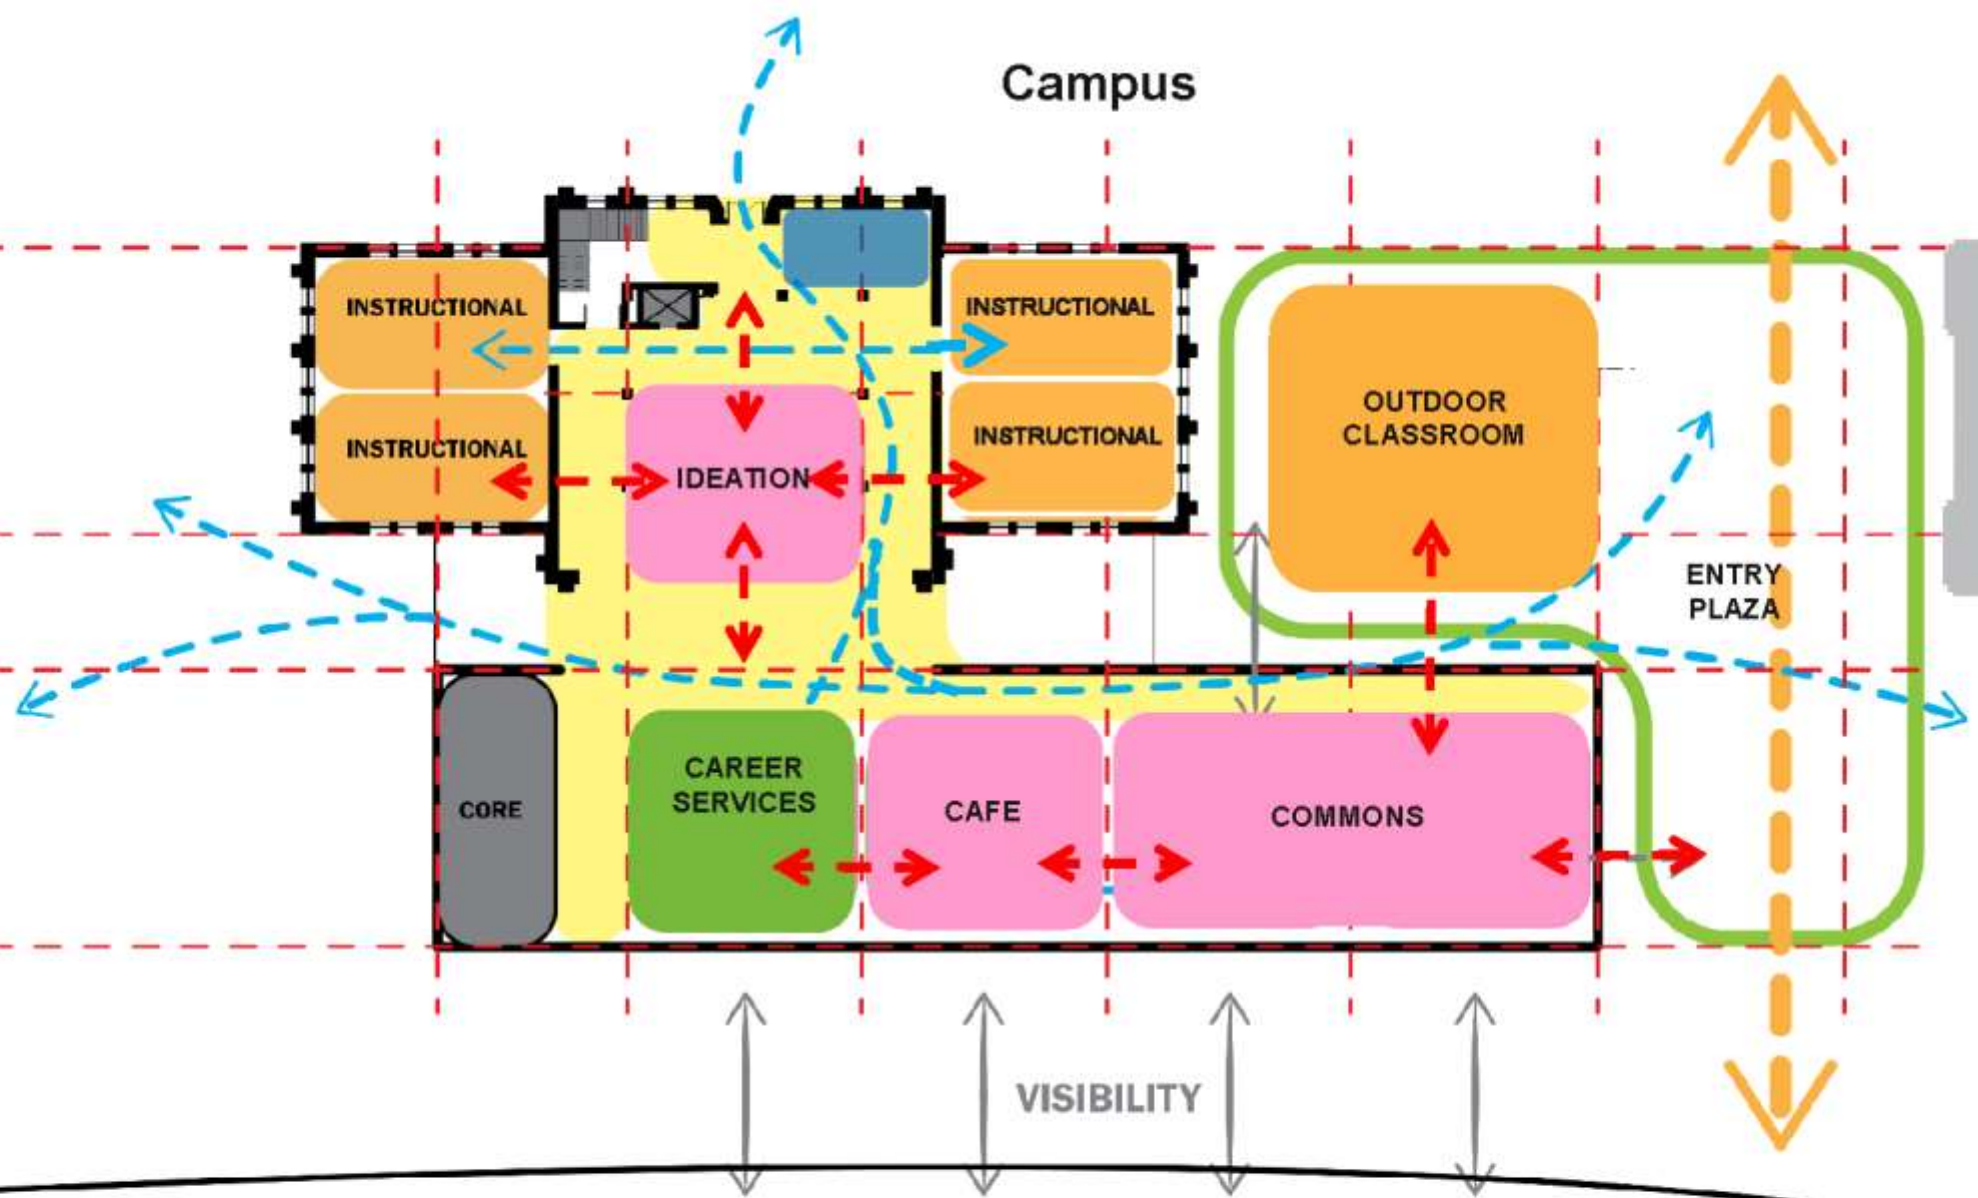 Campus
INSTRUCTIONAL
INSTRUCTIONAL
INSTRUCTIONAL
INSTRUCTIONAL
IDEATION
OUTDOOR
CLASSROOM
ENTRY
PLAZA
CORE
CAREER
SERVICES
CAFE
COMMONS
VISIBILITY